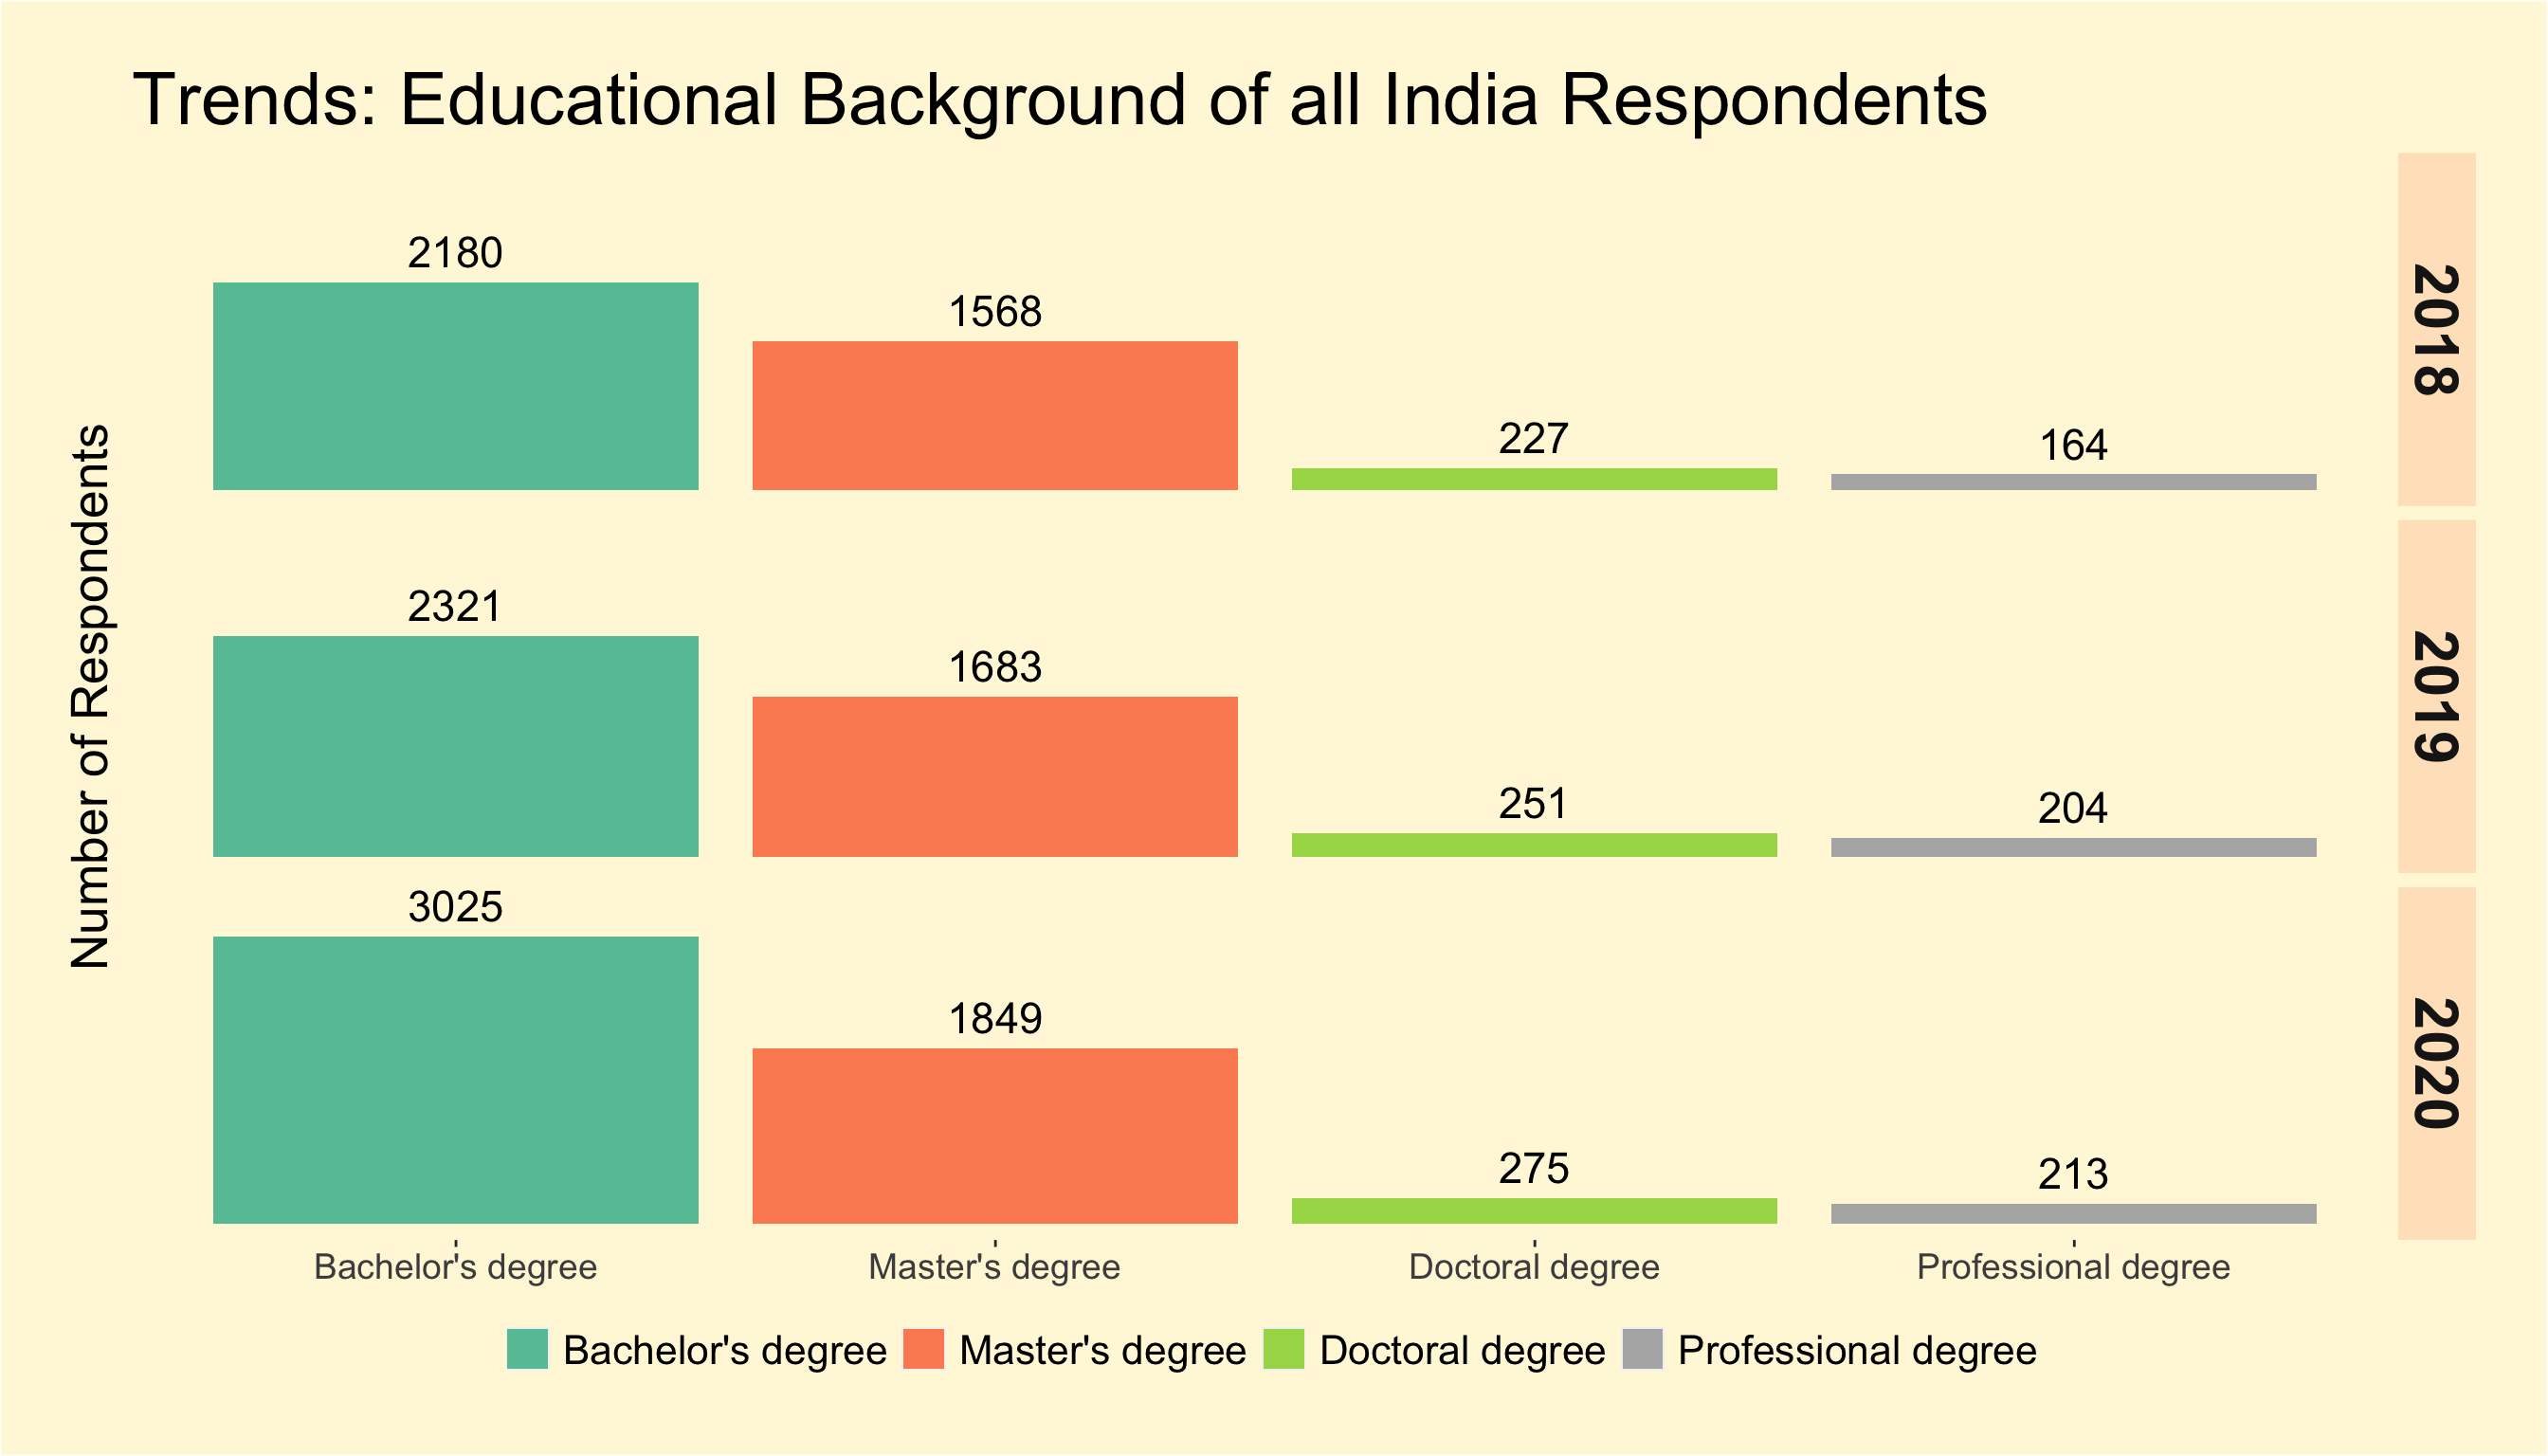 Trends: Educational Background of all India Respondents
Number of Respondents
2180
1568
227
164
2018
2321
1683
251
204
2019
3025
1849
275
213
2020
Bachelor's degree
Master's degree
Doctoral degree
Professional degree
Bachelor's degree
Master's degree
Doctoral degree
Professional degree